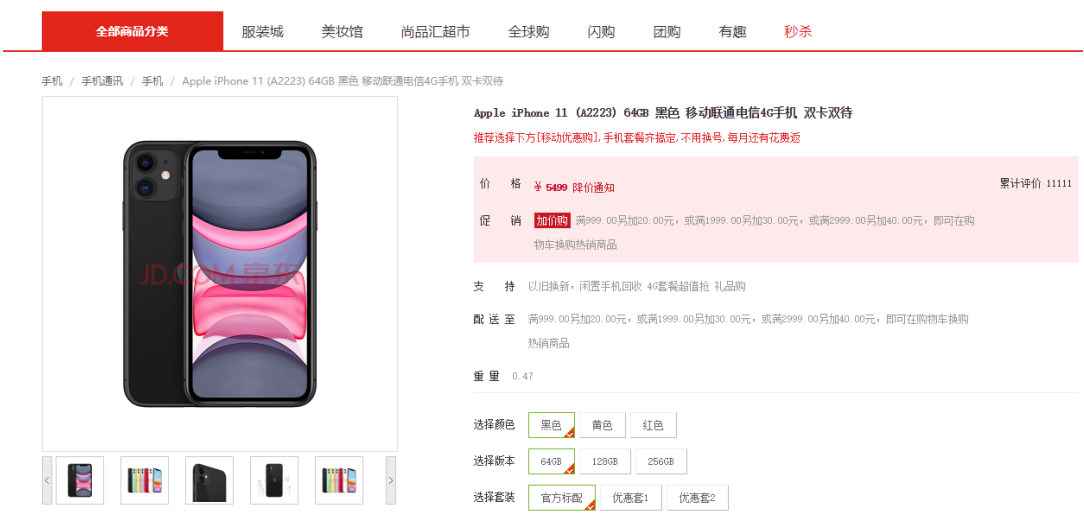 全部商品分类 服装城 美妆馆 尚品汇超市 全球购 闪购 团购 有趣 秒杀
手机 / 手机通讯 / 手机 / Apple iPhone 11 (A2223) 64GB 黑色 移动联通电信4G手机 双卡双待
JD.COM 京东
Apple iPhone 11 (A2223) 64GB 黑色 移动联通电信4G手机 双卡双待
推荐选择下方[移动优惠购],手机套餐齐搞定,不用换号,每月还有花费返
价 格 ¥ 5499 降价通知 累计评价 11111
促 销 加价购 满999.00另加20.00元，或满1999.00另加30.00元，或满2999.00另加40.00元，即可在购
物车换购热销商品
支 持 以旧换新，闲置手机回收 4G套餐超值抢 礼品购
配 送 至 满999.00另加20.00元，或满1999.00另加30.00元，或满2999.00另加40.00元，即可在购物车换购
热销商品
重 量 0.47
选择颜色 黑色 黄色 红色
选择版本 64GB 128GB 256GB
选择套装 官方标配 优惠套1 优惠套2